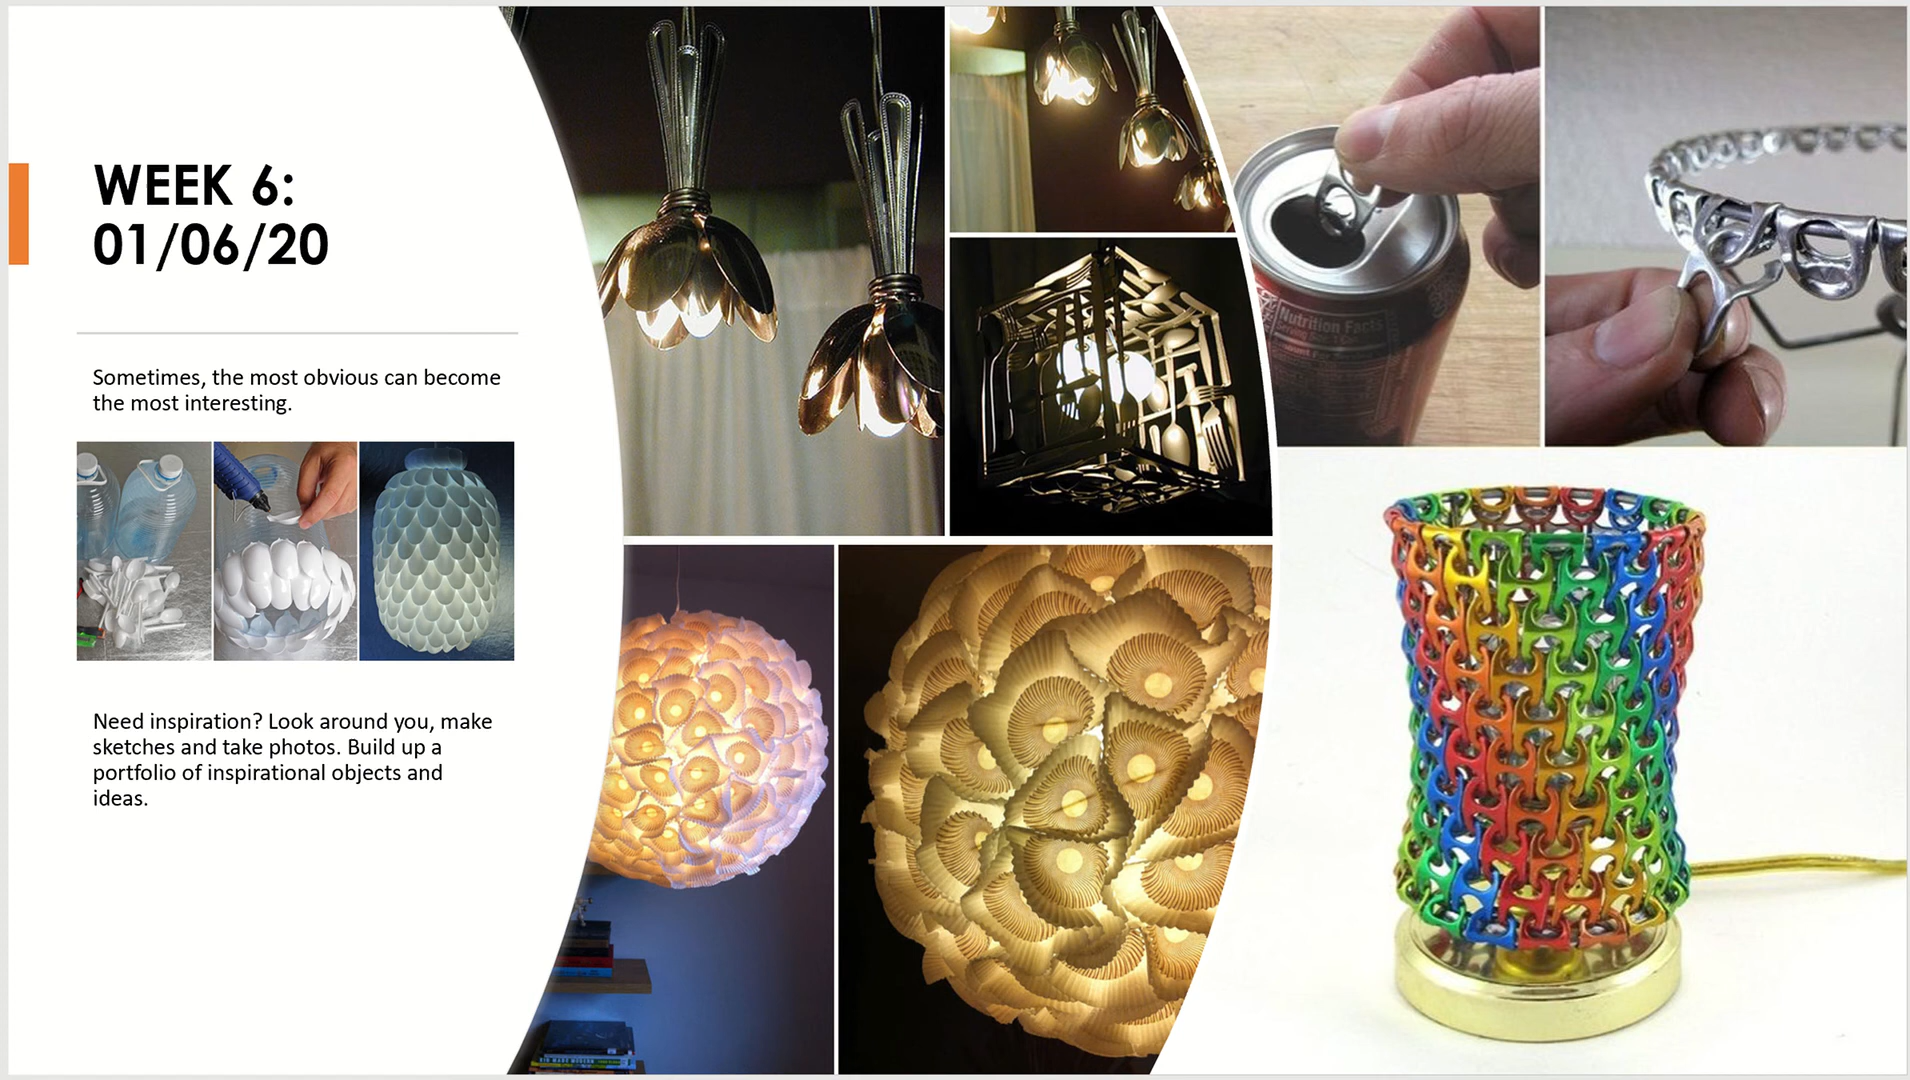 WEEK 6:
01/06/20
Sometimes, the most obvious can become
the most interesting.
Need inspiration? Look around you, make
sketches and take photos. Build up a
portfolio of inspirational objects and
ideas.
Nutrition Facts